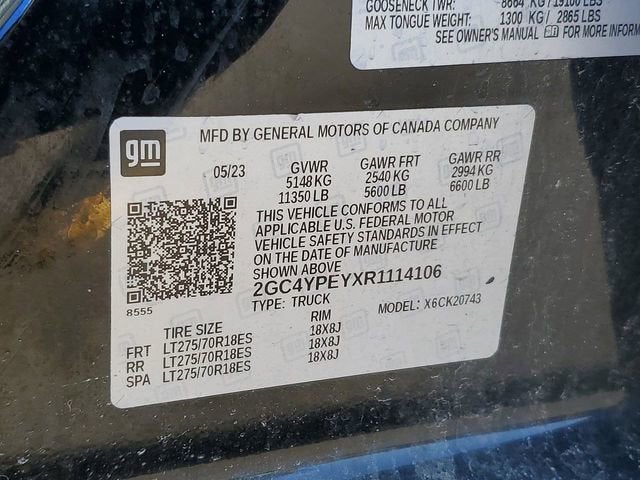 GOOSENECK TWR: 8664 KG / 19100 LBS
MAX TONGUE WEIGHT: 1300 KG / 2865 LBS
SEE OWNER'S MANUAL FOR MORE INFORM
gm
MFD BY GENERAL MOTORS OF CANADA COMPANY
05/23 GVWR GAWR FRT GAWR RR
5148 KG 2540 KG 2994 KG
11350 LB 5600 LB 6600 LB
THIS VEHICLE CONFORMS TO ALL
APPLICABLE U.S. FEDERAL MOTOR
VEHICLE SAFETY STANDARDS IN EFFECT
ON THE DATE OF MANUFACTURE
SHOWN ABOVE
2GC4YPEYXR1114106
8555
TYPE: TRUCK MODEL: X6CK20743
TIRE SIZE RIM
FRT LT275/70R18ES 18X8J
RR LT275/70R18ES 18X8J
SPA LT275/70R18ES 18X8J